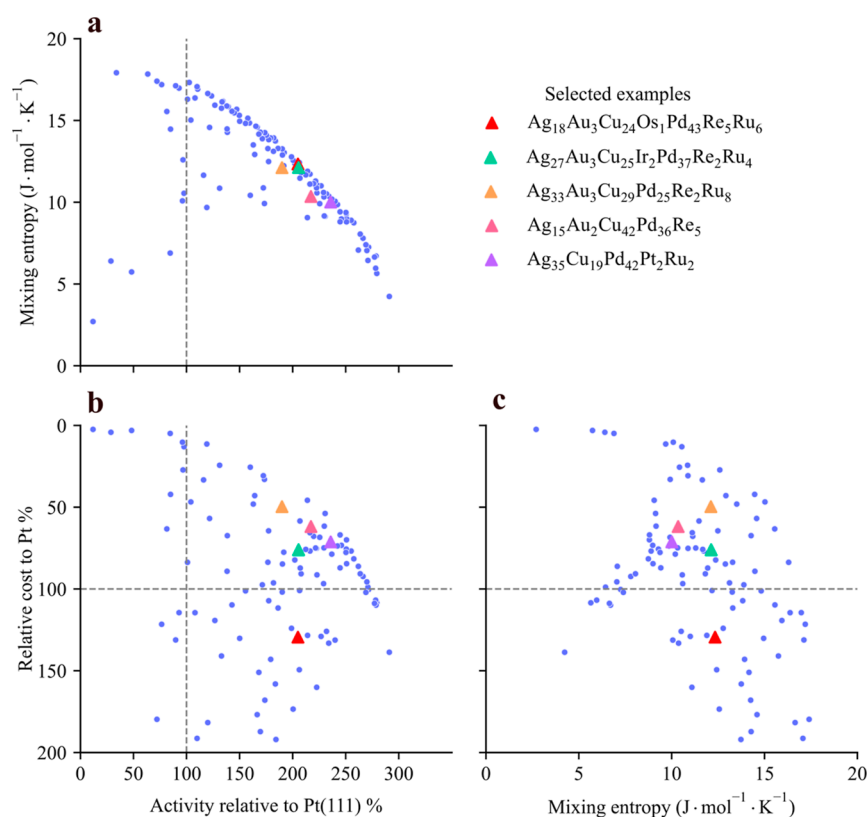 a
20
15
10
5
0
Mixing entropy (J·mol⁻¹·K⁻¹)
Selected examples
Ag₁₈Au₃Cu₂₄Os₁Pd₄₃Re₅Ru₆
Ag₂₇Au₃Cu₂₅Ir₂Pd₃₇Re₂Ru₄
Ag₃₃Au₃Cu₂₉Pd₂₅Re₂Ru₈
Ag₁₅Au₂Cu₄₂Pd₃₆Re₅
Ag₃₅Cu₁₉Pd₄₂Pt₂Ru₂
b
0
50
100
150
200
Relative cost to Pt %
0 50 100 150 200 250 300
Activity relative to Pt(111) %
c
0 5 10 15 20
Mixing entropy (J·mol⁻¹·K⁻¹)